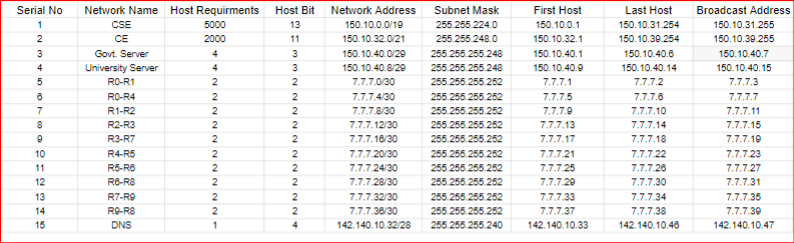 Serial No Network Name Host Requirments Host Bit Network Address Subnet Mask First Host Last Host Broadcast Address
1 CSE 5000 13 150.10.0.0/19 255.255.224.0 150.10.0.1 150.10.31.254 150.10.31.255
2 CE 2000 11 150.10.32.0/21 255.255.248.0 150.10.32.1 150.10.39.254 150.10.39.255
3 Govt. Server 4 3 150.10.40.0/29 255.255.255.248 150.10.40.1 150.10.40.6 150.10.40.7
4 University Server 4 3 150.10.40.8/29 255.255.255.248 150.10.40.9 150.10.40.14 150.10.40.15
5 R0-R1 2 2 7.7.7.0/30 255.255.255.252 7.7.7.1 7.7.7.2 7.7.7.3
6 R0-R4 2 2 7.7.7.4/30 255.255.255.252 7.7.7.5 7.7.7.6 7.7.7.7
7 R1-R2 2 2 7.7.7.8/30 255.255.255.252 7.7.7.9 7.7.7.10 7.7.7.11
8 R2-R3 2 2 7.7.7.12/30 255.255.255.252 7.7.7.13 7.7.7.14 7.7.7.15
9 R3-R7 2 2 7.7.7.16/30 255.255.255.252 7.7.7.17 7.7.7.18 7.7.7.19
10 R4-R5 2 2 7.7.7.20/30 255.255.255.252 7.7.7.21 7.7.7.22 7.7.7.23
11 R5-R6 2 2 7.7.7.24/30 255.255.255.252 7.7.7.25 7.7.7.26 7.7.7.27
12 R6-R8 2 2 7.7.7.28/30 255.255.255.252 7.7.7.29 7.7.7.30 7.7.7.31
13 R7-R9 2 2 7.7.7.32/30 255.255.255.252 7.7.7.33 7.7.7.34 7.7.7.35
14 R9-R8 2 2 7.7.7.36/30 255.255.255.252 7.7.7.37 7.7.7.38 7.7.7.39
15 DNS 1 4 142.140.10.32/28 255.255.255.240 142.140.10.33 142.140.10.46 142.140.10.47